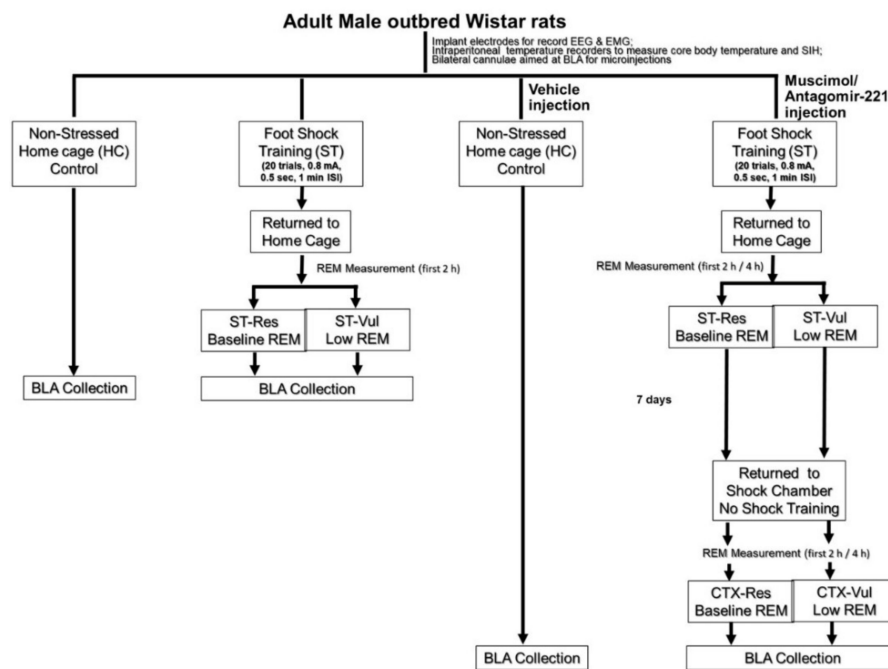 Adult Male outbred Wistar rats
Implant electrodes for record EEG & EMG;
Intraperitoneal temperature recorders to measure core body temperature and SIH;
Bilateral cannulae aimed at BLA for microinjections
Non-Stressed
Home cage (HC)
Control
BLA Collection
Foot Shock
Training (ST)
(20 trials, 0.8 mA,
0.5 sec, 1 min ISI)
Returned to
Home Cage
REM Measurement (first 2 h)
ST-Res
Baseline REM
ST-Vul
Low REM
BLA Collection
Vehicle
injection
Non-Stressed
Home cage (HC)
Control
BLA Collection
Muscimol/
Antagomir-221
injection
Foot Shock
Training (ST)
(20 trials, 0.8 mA,
0.5 sec, 1 min ISI)
Returned to
Home Cage
REM Measurement (first 2 h / 4 h)
ST-Res
Baseline REM
ST-Vul
Low REM
7 days
Returned to
Shock Chamber
No Shock Training
REM Measurement (first 2 h / 4 h)
CTX-Res
Baseline REM
CTX-Vul
Low REM
BLA Collection